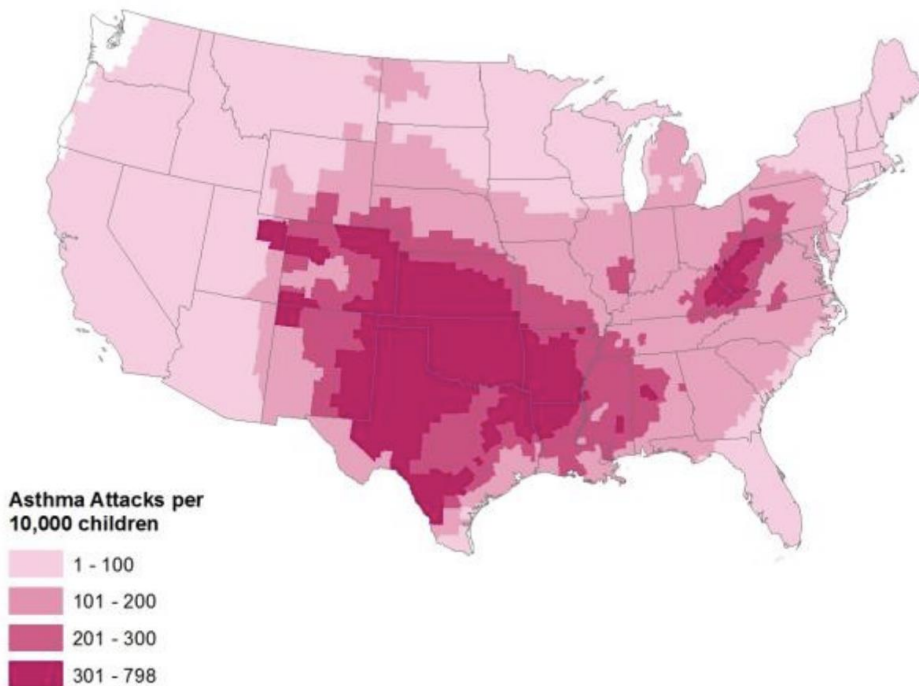 Asthma Attacks per
10,000 children
1 - 100
101 - 200
201 - 300
301 - 798